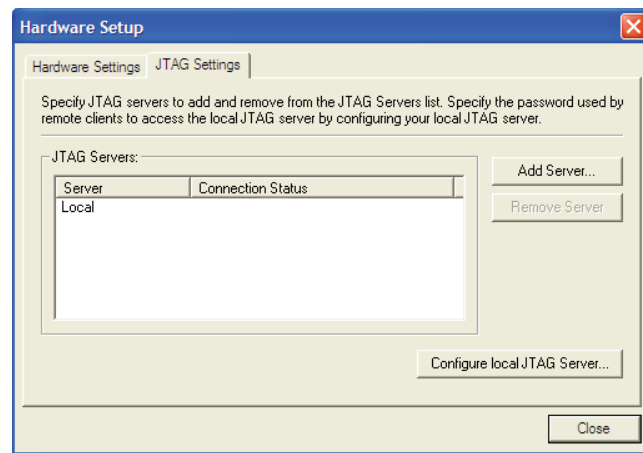 Hardware Setup
Hardware Settings JTAG Settings
Specify JTAG servers to add and remove from the JTAG Servers list. Specify the password used by
remote clients to access the local JTAG server by configuring your local JTAG server.
JTAG Servers:
Server Connection Status
Local
Add Server...
Remove Server
Configure local JTAG Server...
Close